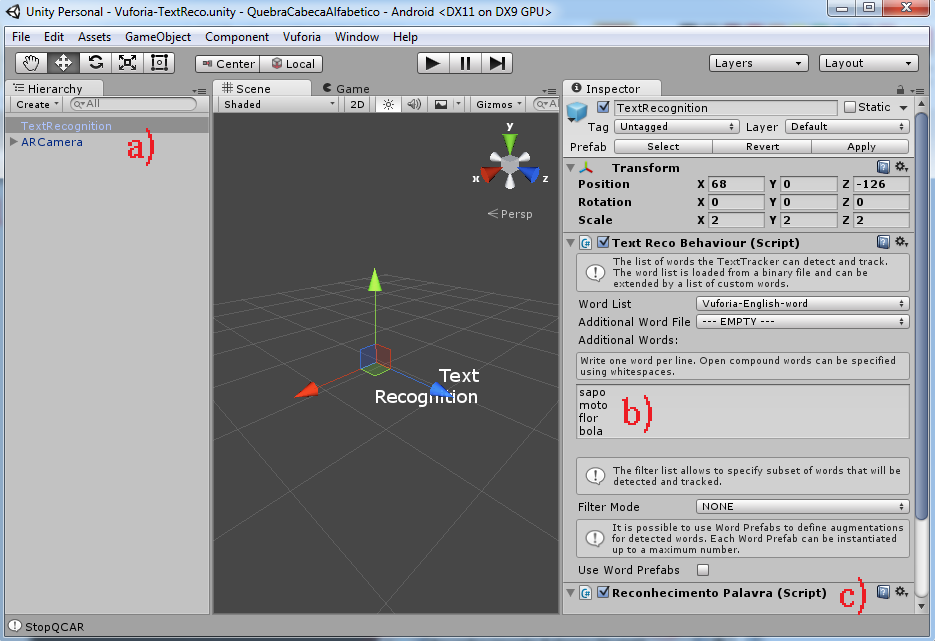 Unity Personal - Vuforia-TextReco.unity - QuebraCabecaAlfabetico - Android <DX11 on DX9 GPU>
File Edit Assets GameObject Component Vuforia Window Help
Center Local Layers Layout
Hierarchy
Create All
TextRecognition
ARCamera
a)
Scene Game
Shaded 2D Gizmos All
y
x z
Persp
Text
Recognition
Inspector
TextRecognition Static
Tag Untagged Layer Default
Prefab Select Revert Apply
Transform
Position X 68 Y 0 Z -126
Rotation X 0 Y 0 Z 0
Scale X 2 Y 2 Z 2
Text Reco Behaviour (Script)
The list of words the TextTracker can detect and track.
The word list is loaded from a binary file and can be
extended by a list of custom words.
Word List Vuforia-English-word
Additional Word File --- EMPTY ---
Additional Words:
Write one word per line. Open compound words can be specified
using whitespaces.
sapo
moto
flor
bola
b)
The filter list allows to specify subset of words that will be
detected and tracked.
Filter Mode NONE
It is possible to use Word Prefabs to define augmentations
for detected words. Each Word Prefab can be instantiated
up to a maximum number.
Use Word Prefabs
Reconhecimento Palavra (Script) c)
StopQCAR